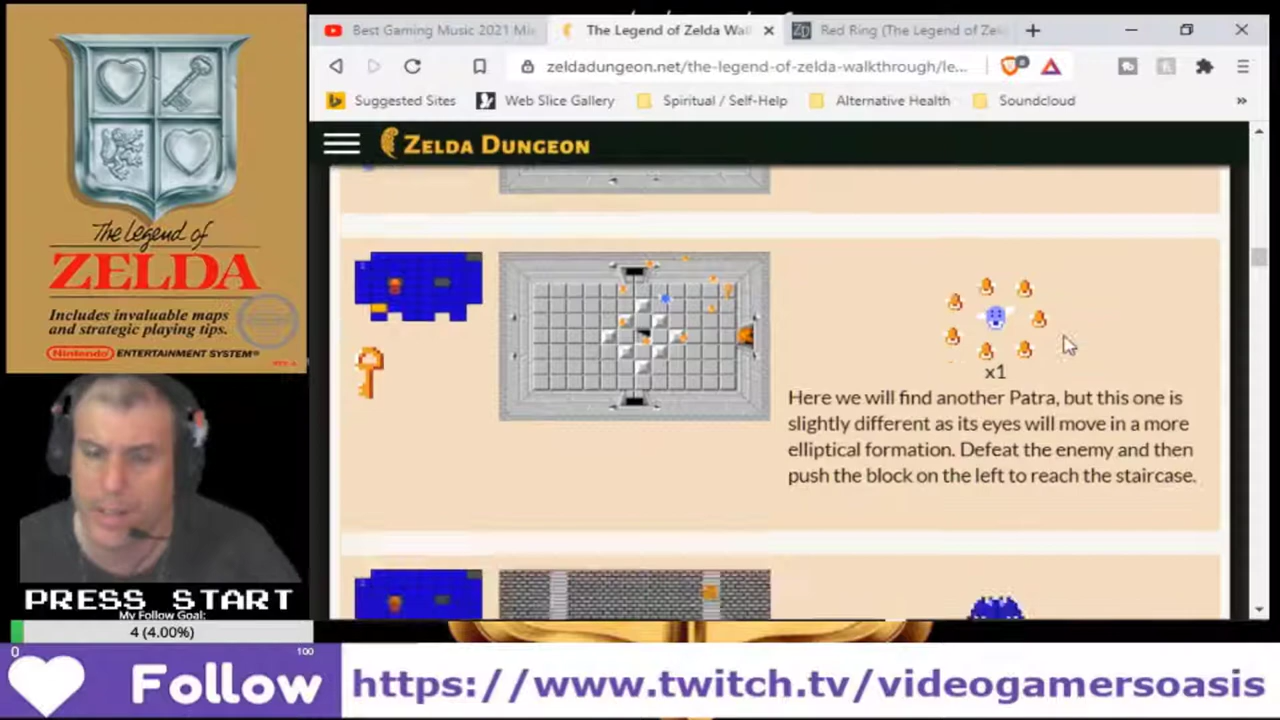 Best Gaming Music 2021 Mi
The Legend of Zelda Wal
Red Ring (The Legend of Ze
zeldadungeon.net/the-legend-of-zelda-walkthrough/le...
Suggested Sites
Web Slice Gallery
Spiritual / Self-Help
Alternative Health
Soundcloud
»
ZELDA DUNGEON
The Legend of
ZELDA
Includes invaluable maps
and strategic playing tips.
Nintendo ENTERTAINMENT SYSTEM®
x1
Here we will find another Patra, but this one is
slightly different as its eyes will move in a more
elliptical formation. Defeat the enemy and then
push the block on the left to reach the staircase.
PRESS START
My Follow Goal:
4 (4.00%)
0
100
Follow
https://www.twitch.tv/videogamersoasis